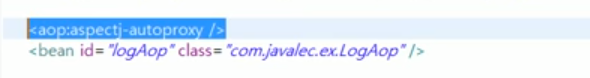 <aop:aspectj-autoproxy />
<bean id="logAop" class="com.javalec.ex.LogAop" />